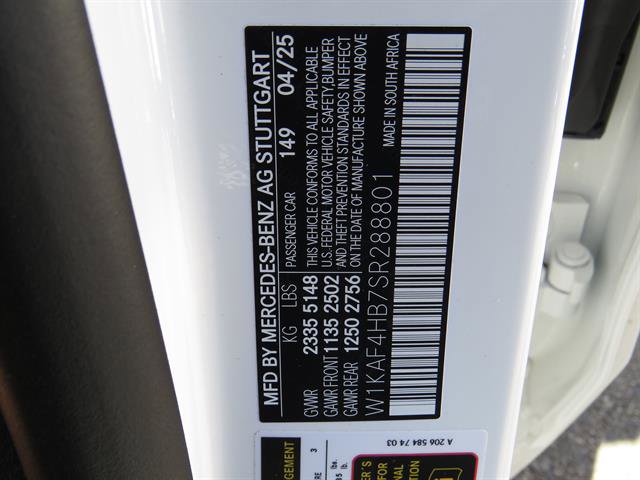 MFD BY MERCEDES-BENZ AG STUTTGART
KG LBS PASSENGER CAR 149 04/25
GVWR 2335 5148 THIS VEHICLE CONFORMS TO ALL APPLICABLE
GAWR FRONT 1135 2502 U.S. FEDERAL MOTOR VEHICLE SAFETY,BUMPER
AND THEFT PREVENTION STANDARDS IN EFFECT
GAWR REAR 1250 2756 ON THE DATE OF MANUFACTURE SHOWN ABOVE
W1KAF4HB7SR288801
MADE IN SOUTH AFRICA
A 206 584 74 03
3
lbs.
lb.